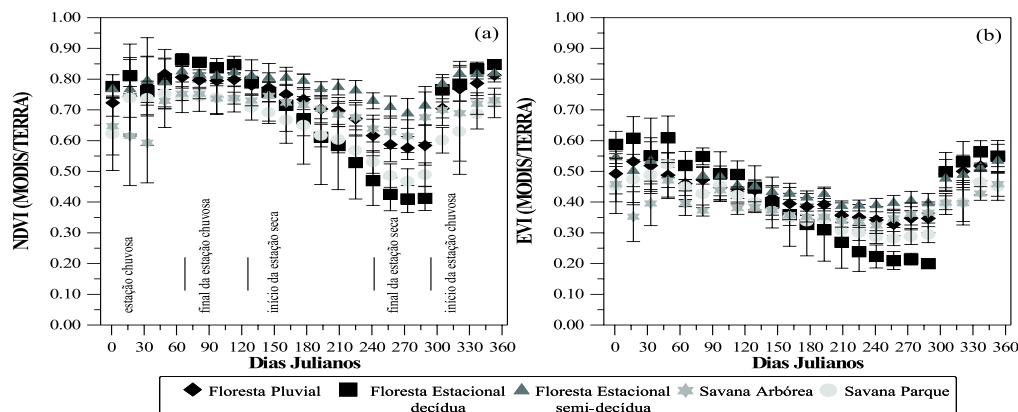 (a)
NDVI (MODIS/TERRA)
1.00
0.90
0.80
0.70
0.60
0.50
0.40
0.30
0.20
0.10
0.00
estação chuvosa
final da estação chuvosa
início da estação seca
final da estação seca
início da estação chuvosa
0 30 60 90 120 150 180 210 240 270 300 330 360
Dias Julianos
(b)
EVI (MODIS/TERRA)
1.00
0.90
0.80
0.70
0.60
0.50
0.40
0.30
0.20
0.10
0.00
0 30 60 90 120 150 180 210 240 270 300 330 360
Dias Julianos
Floresta Pluvial
Floresta Estacional
decídua
Floresta Estacional
semi-decídua
Savana Arbórea
Savana Parque